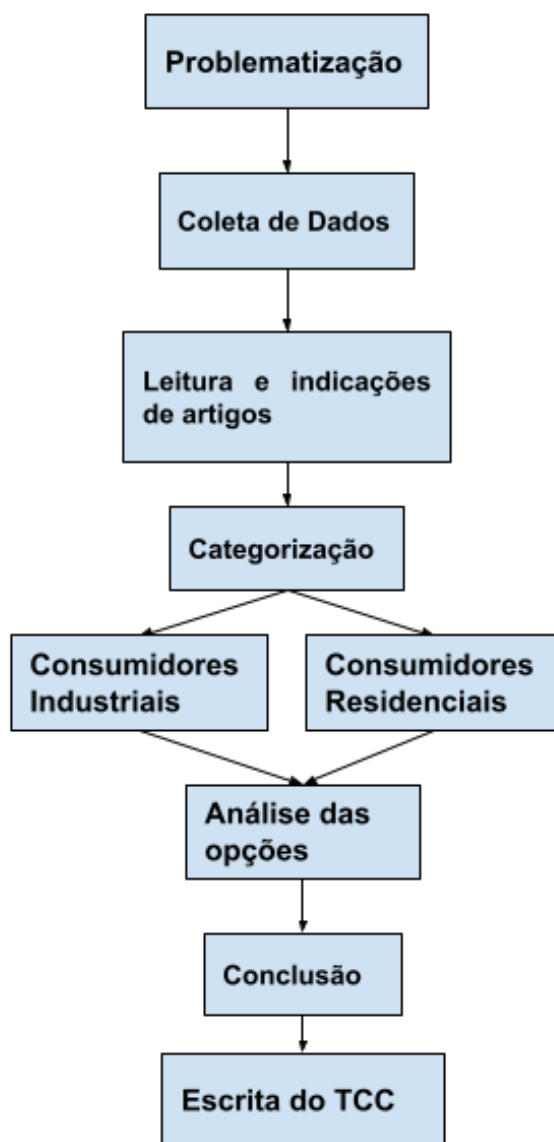 Problematização
Coleta de Dados
Leitura e indicações
de artigos
Categorização
Consumidores
Industriais
Consumidores
Residenciais
Análise das
opções
Conclusão
Escrita do TCC